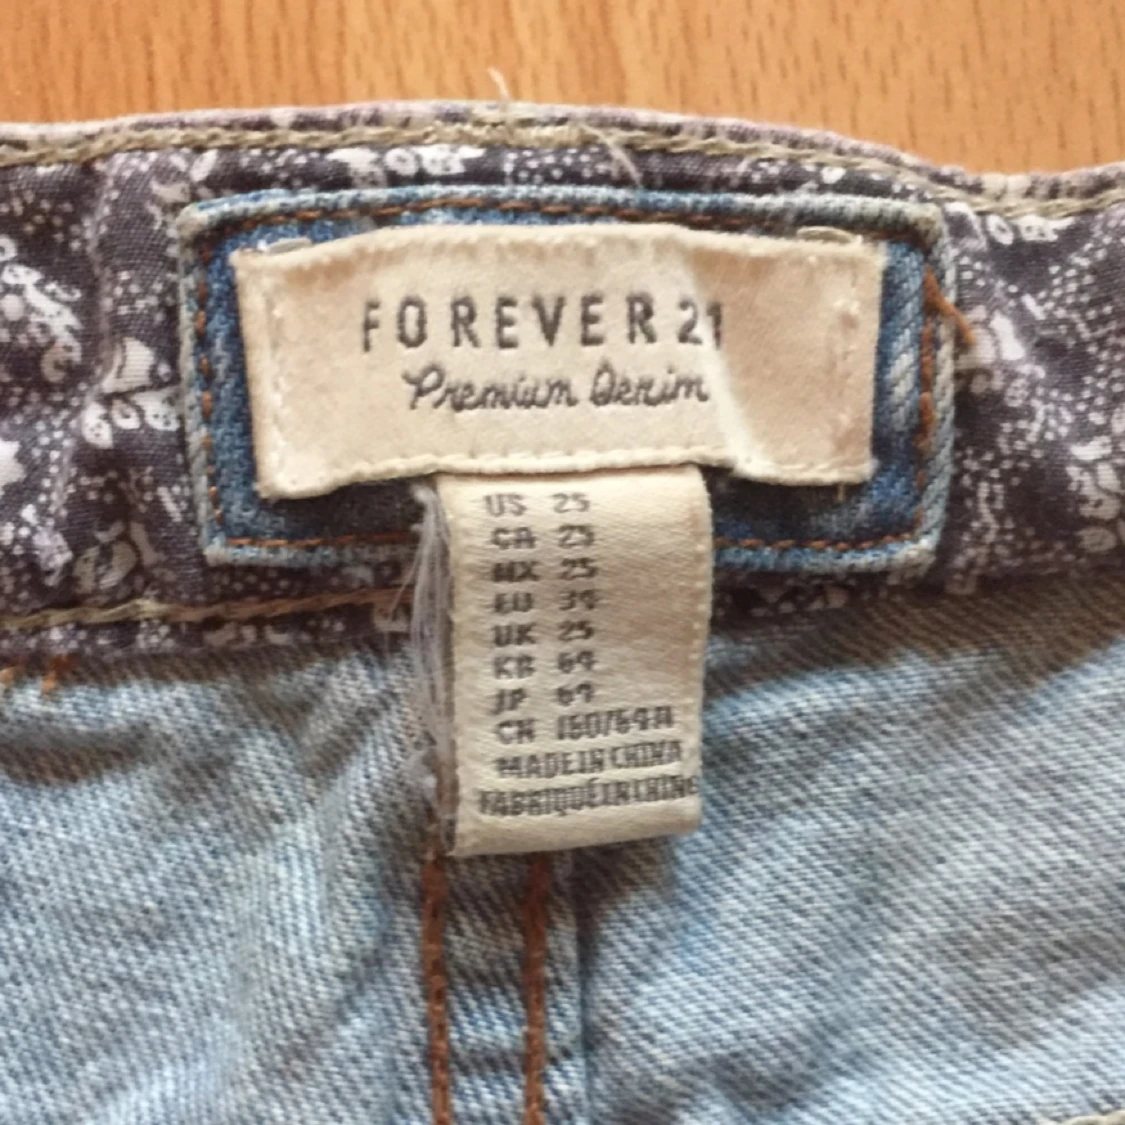 FOREVER 21
Premium Denim
US 25
CA 25
MX 25
EU 34
UK 25
KR 64
JP 64
CN 160/64A
MADE IN CHINA
FABRIQUÉ IN CHINE